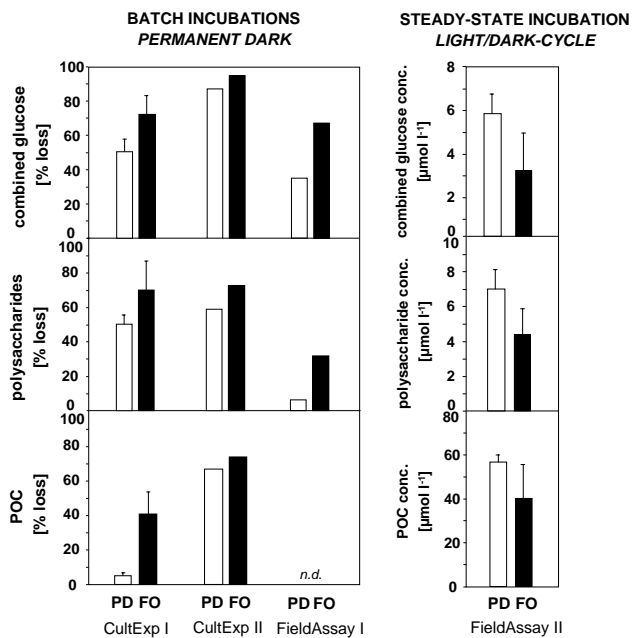 BATCH INCUBATIONS
PERMANENT DARK
STEADY-STATE INCUBATION
LIGHT/DARK-CYCLE
combined glucose
[% loss]
100
80
60
40
20
0
polysaccharides
[% loss]
100
80
60
40
20
0
POC
[% loss]
100
80
60
40
20
0
n.d.
PD FO
PD FO
PD FO
CultExp I
CultExp II
FieldAssay I
combined glucose conc.
[µmol l-1]
8
6
4
2
0
polysaccharide conc.
[µmol l-1]
10
8
6
4
2
0
POC conc.
[µmol l-1]
80
60
40
20
0
PD FO
FieldAssay II